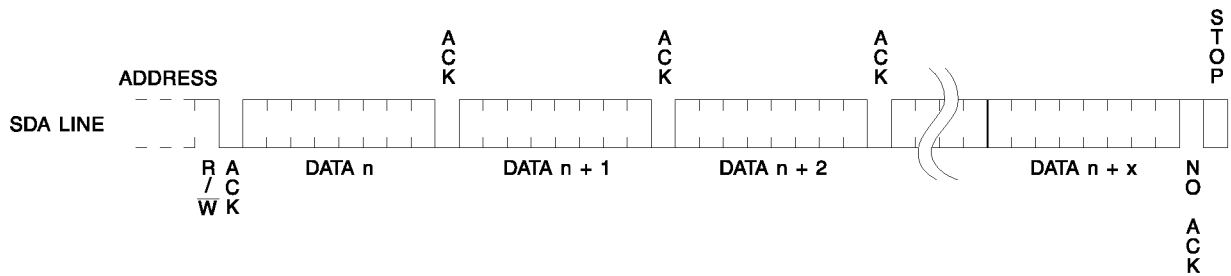 STOP
ACK
ACK
ACK
ADDRESS
SDA LINE
R/W
ACK
DATA n
DATA n + 1
DATA n + 2
DATA n + x
NO ACK